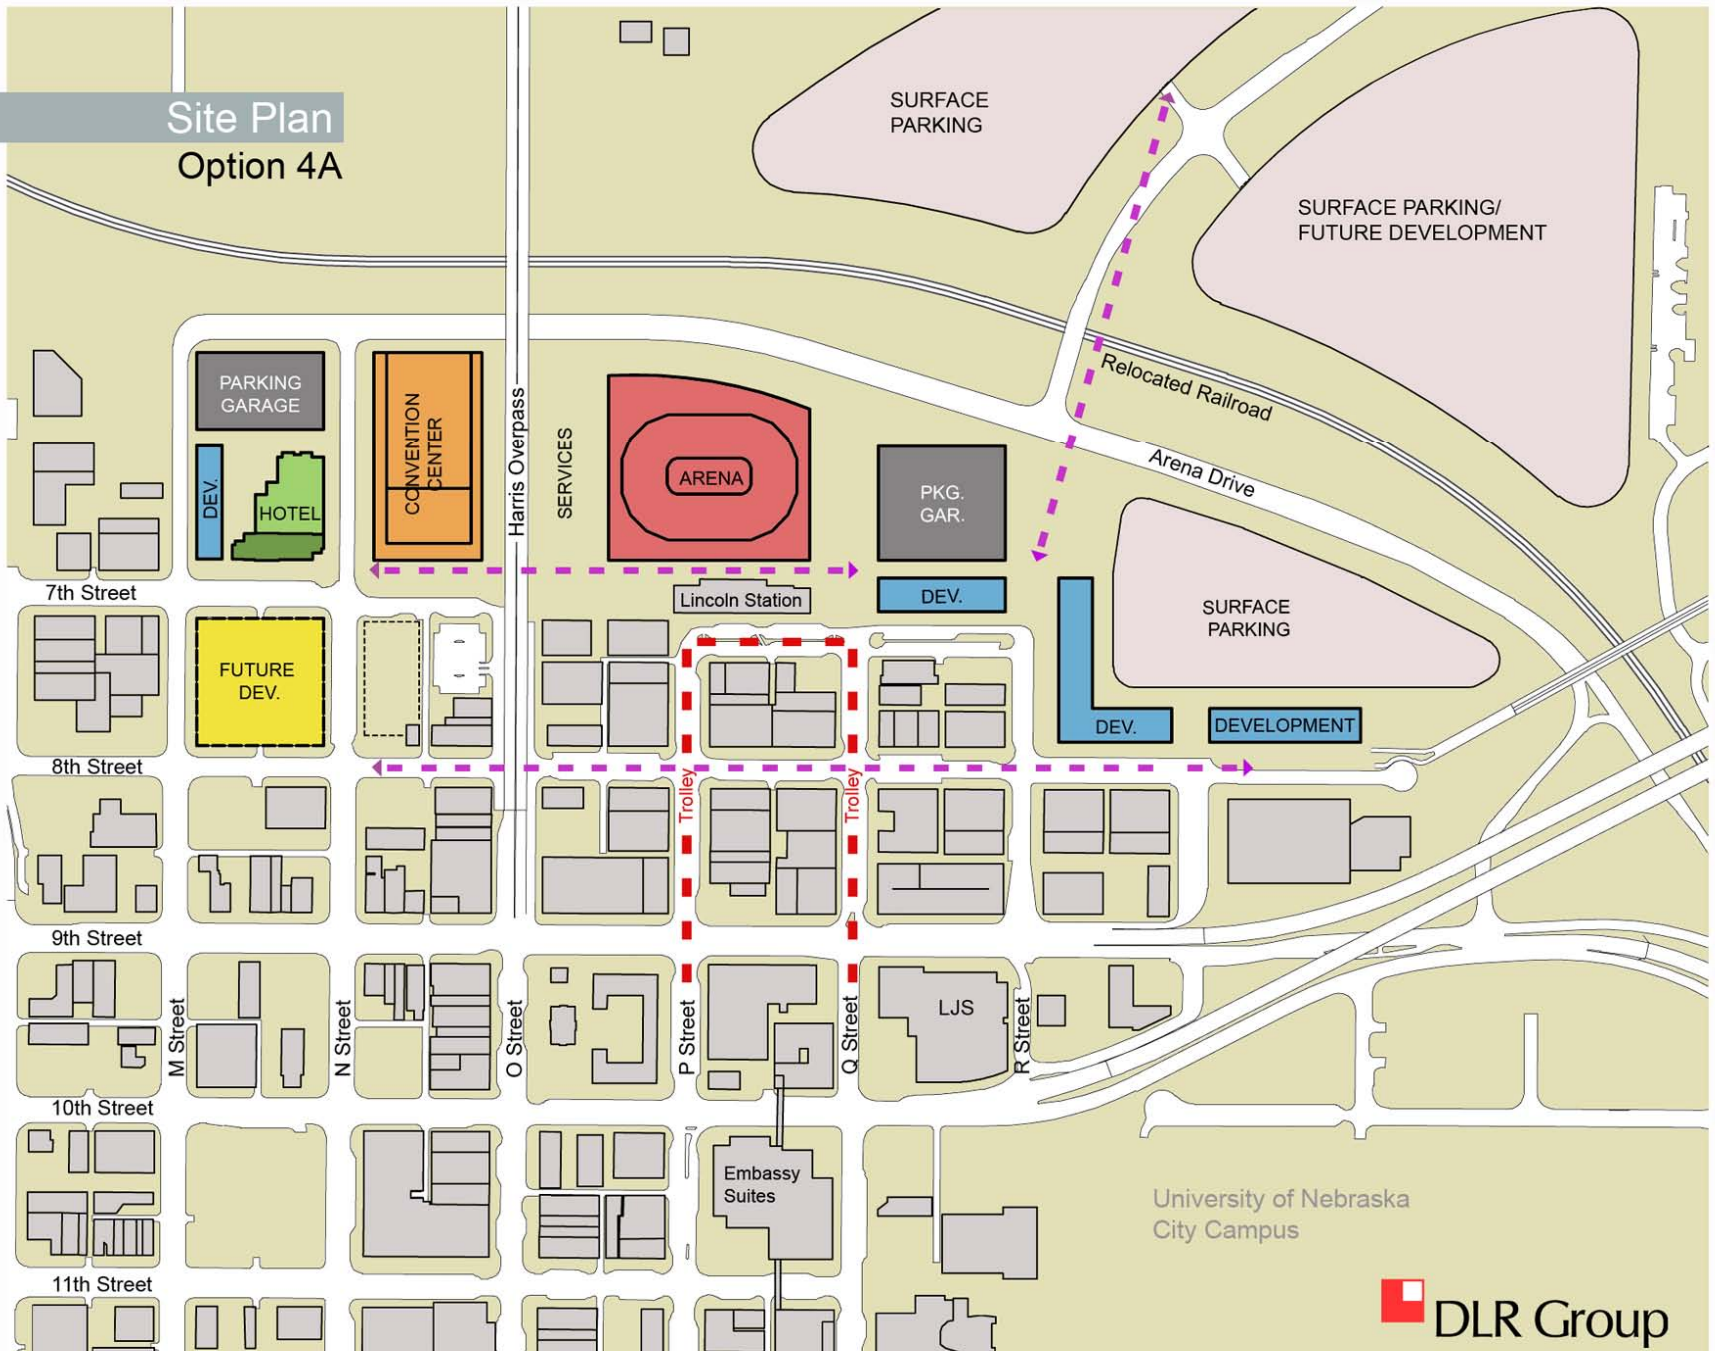 Site Plan
Option 4A
SURFACE
PARKING
SURFACE PARKING/
FUTURE DEVELOPMENT
Relocated Railroad
Arena Drive
PARKING
GARAGE
DEV.
HOTEL
CONVENTION
CENTER
Harris Overpass
SERVICES
ARENA
PKG.
GAR.
7th Street
Lincoln Station
DEV.
SURFACE
PARKING
FUTURE
DEV.
DEV.
DEVELOPMENT
8th Street
Trolley
Trolley
9th Street
M Street
N Street
O Street
P Street
Q Street
LJS
R Street
10th Street
Embassy
Suites
University of Nebraska
City Campus
11th Street
DLR Group